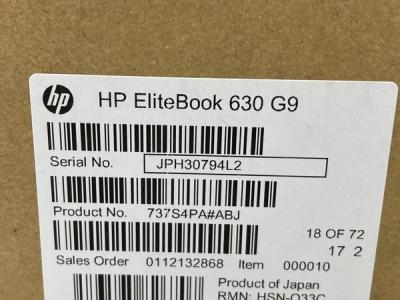 hp
HP EliteBook 630 G9
Serial No. JPH30794L2
Product No. 737S4PA#ABJ
18 OF 72
17 2
Sales Order 0112132868 Item 000010
Product of Japan
RMN: HSN-Q33C